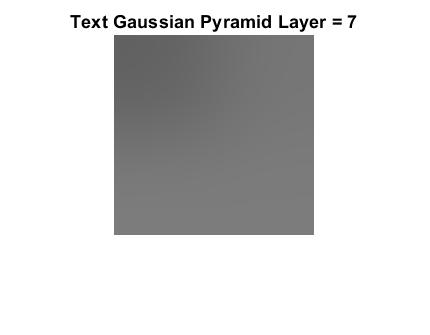 Text Gaussian Pyramid Layer = 7